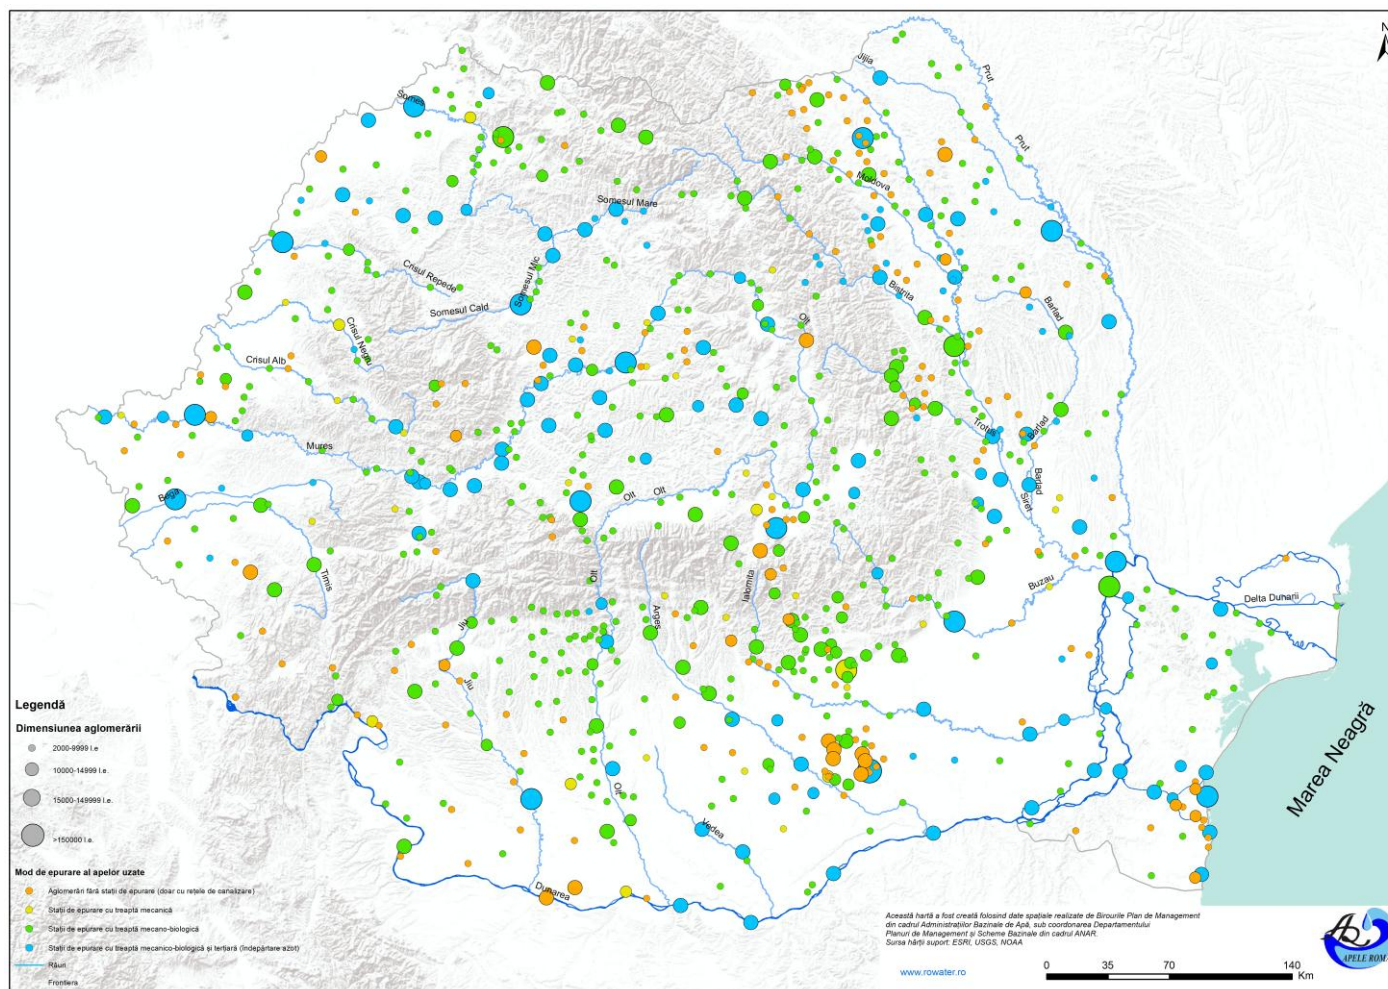 N
Jijia
Prut
Somes
Prut
Moldova
Somesul Mare
Crisul Repede
Somesul Mic
Somesul Cald
Bistrita
Barlad
Olt
Crisul Negru
Crisul Alb
Trotus
Barlad
Mures
Barlad
Bega
Olt
Olt
Siret
Timis
Olt
Ialomita
Buzau
Arges
Delta Dunarii
Jiu
Jiu
Olt
Vedea
Dunarea
Marea Neagră
Legendă
Dimensiunea aglomerării
2000-9999 l.e
10000-14999 l.e.
15000-149999 l.e.
>150000 l.e.
Mod de epurare al apelor uzate
Aglomerări fără stații de epurare (doar cu rețele de canalizare)
Stații de epurare cu treaptă mecanică
Stații de epurare cu treaptă mecano-biologică
Stații de epurare cu treaptă mecanico-biologică și terțiară (îndepărtare azot)
Râuri
Frontiera
Această hartă a fost creată folosind date spațiale realizate de Birourile Plan de Management
din cadrul Administrațiilor Bazinale de Apă, sub coordonarea Departamentului
Planuri de Management și Scheme Bazinale din cadrul ANAR.
Sursa hărții suport: ESRI, USGS, NOAA
www.rowater.ro
0 35 70 140
Km
APELE ROM